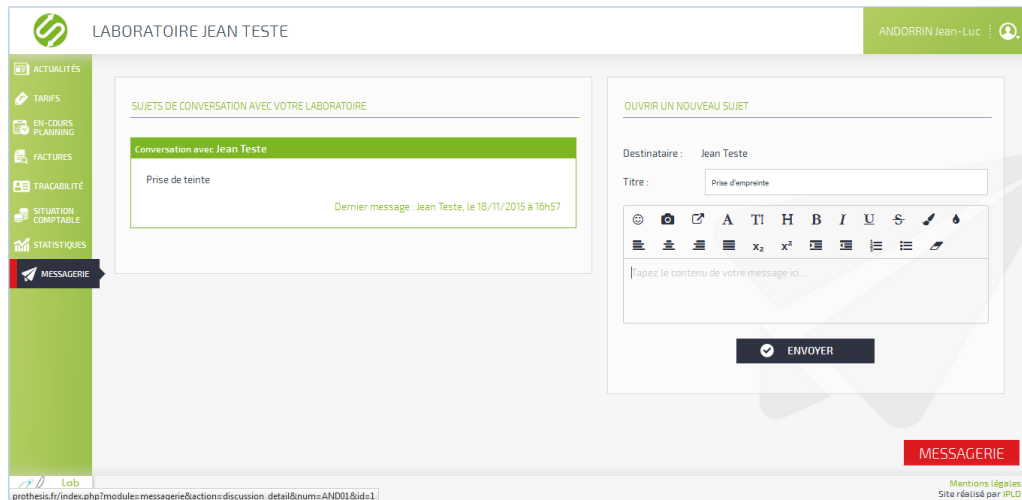 LABORATOIRE JEAN TESTE
ANDORRIN Jean-Luc
ACTUALITÉS
TARIFS
EN-COURS
PLANNING
FACTURES
TRAÇABILITÉ
SITUATION
COMPTABLE
STATISTIQUES
MESSAGERIE
SUJETS DE CONVERSATION AVEC VOTRE LABORATOIRE
Conversation avec Jean Teste
Prise de teinte
Dernier message : Jean Teste, le 18/11/2015 à 16h57
OUVRIR UN NOUVEAU SUJET
Destinataire : Jean Teste
Titre : Prise d'empreinte
A T! H B I U S
x₂ x²
Tapez le contenu de votre message ici...
ENVOYER
MESSAGERIE
Lab
Mentions légales
Site réalisé par IPLD
prothesis.fr/index.php?module=messagerie&action=discussion_detail&num=AND01&id=1